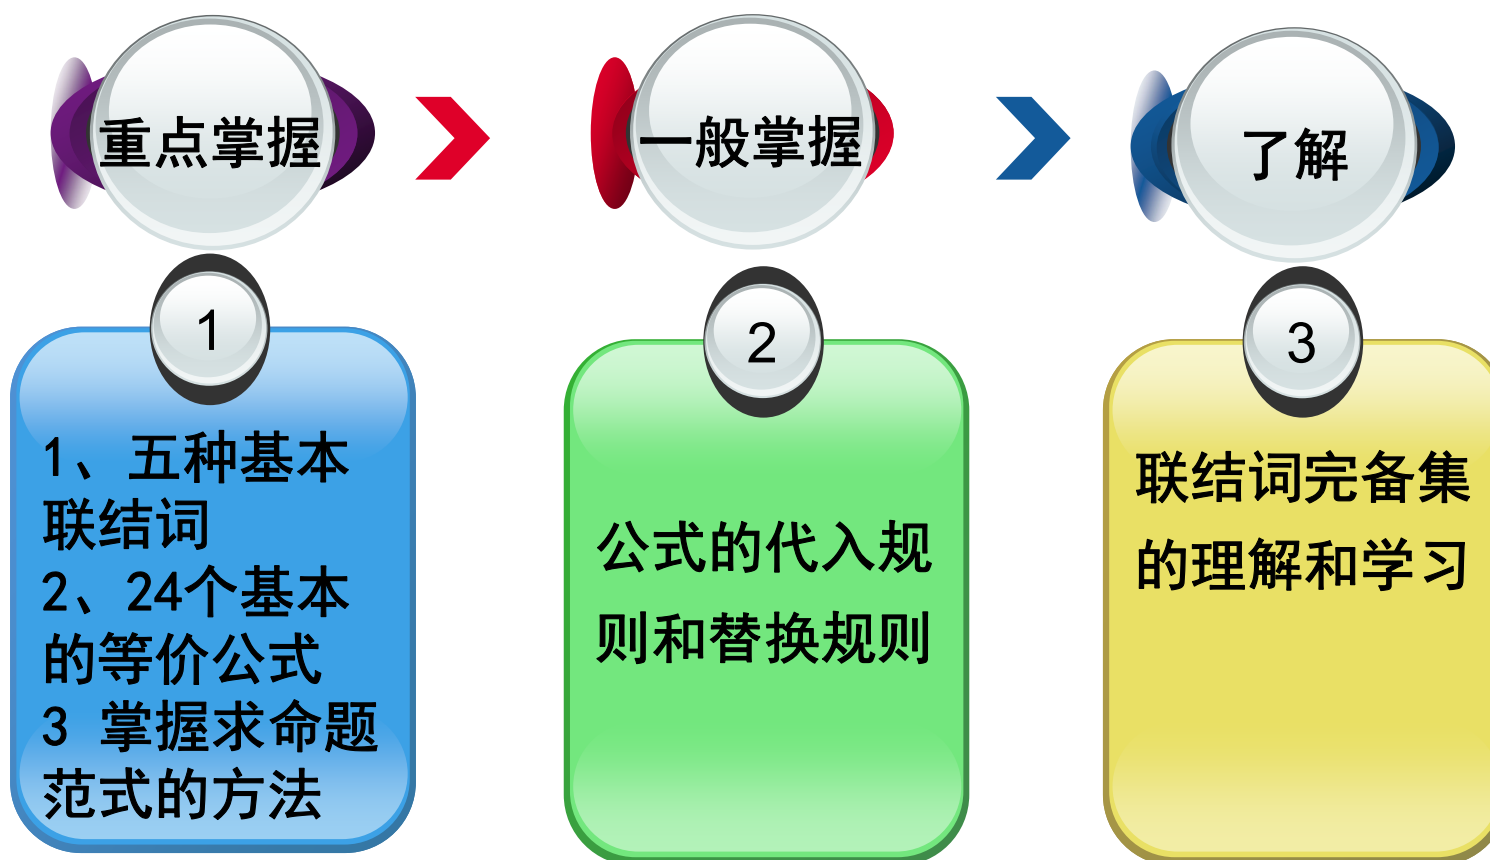 重点掌握
一般掌握
了解
1
1、五种基本
联结词
2、24个基本
的等价公式
3 掌握求命题
范式的方法
2
公式的代入规
则和替换规则
3
联结词完备集
的理解和学习